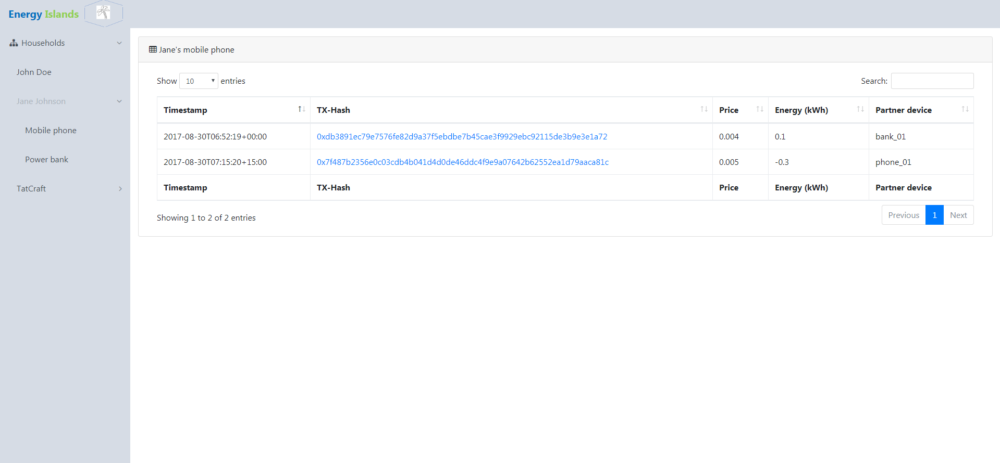 Energy Islands
Households
John Doe
Jane Johnson
Mobile phone
Power bank
TatCraft
Jane's mobile phone
Show 10 entries Search:
Timestamp TX-Hash Price Energy (kWh) Partner device
2017-08-30T06:52:19+00:00 0xdb3891ec79e7576fe82d9a37f5ebdbe7b45cae3f9929ebc92115de3b9e3e1a72 0.004 0.1 bank_01
2017-08-30T07:15:20+15:00 0x7f487b2356e0c03cdb4b041d4d0de46ddc4f9e9a07642b62552ea1d79aaca81c 0.005 -0.3 phone_01
Timestamp TX-Hash Price Energy (kWh) Partner device
Showing 1 to 2 of 2 entries Previous 1 Next